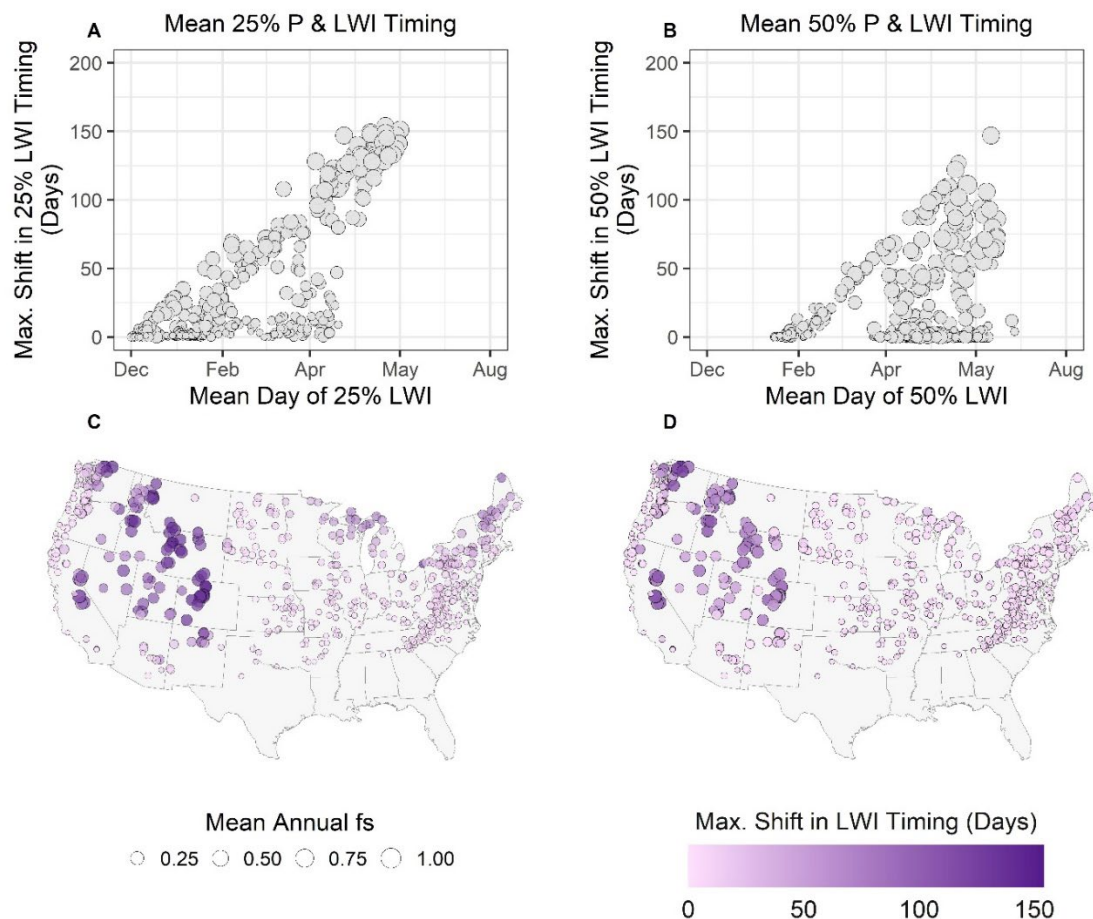 A Mean 25% P & LWI Timing
200
150
100
50
0
Max. Shift in 25% LWI Timing
(Days)
Dec Feb Apr May Aug
Mean Day of 25% LWI
B Mean 50% P & LWI Timing
200
150
100
50
0
Max. Shift in 50% LWI Timing
(Days)
Dec Feb Apr May Aug
Mean Day of 50% LWI
C
D
Mean Annual fs
0.25 0.50 0.75 1.00
Max. Shift in LWI Timing (Days)
0 50 100 150